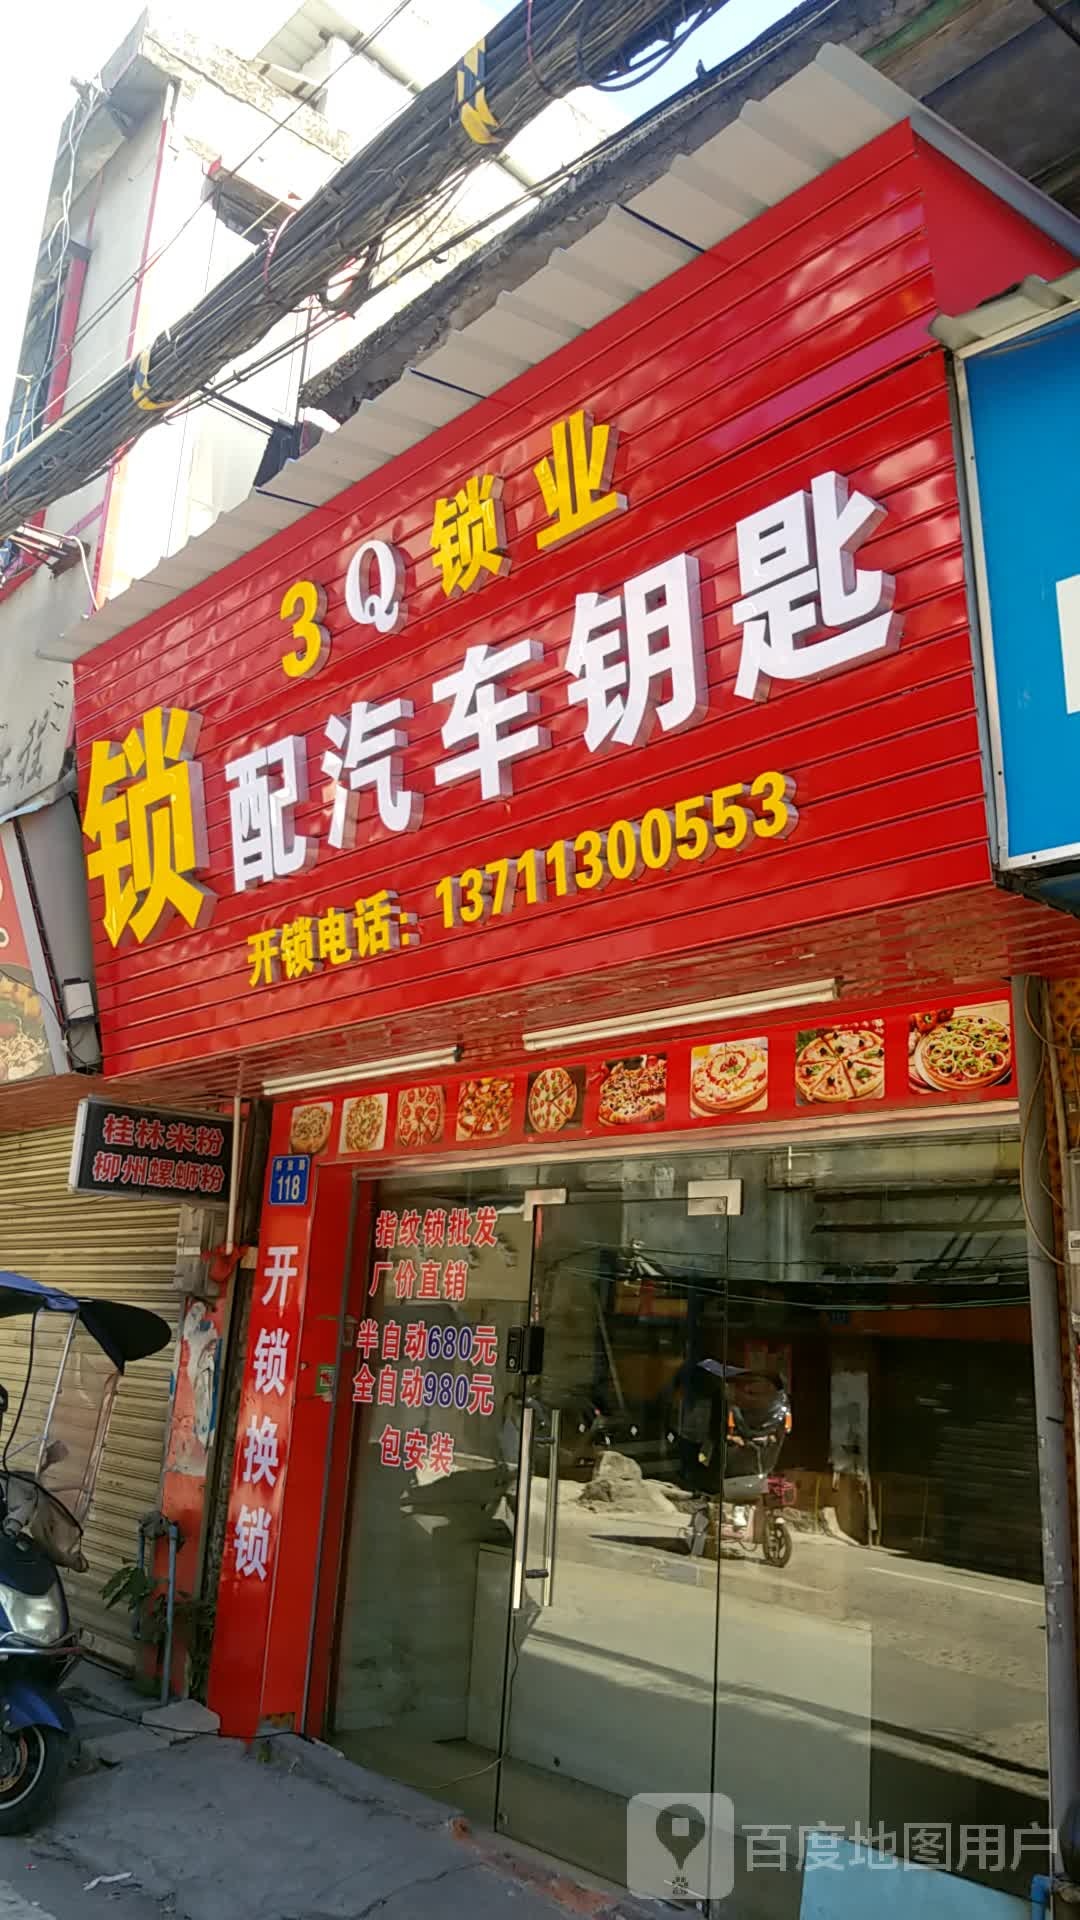 3Q锁业
锁 配汽车钥匙
开锁电话：13711300553
桂林米粉
柳州螺蛳粉
118
开锁换锁
指纹锁批发
厂价直销
半自动680元
全自动980元
包安装
百度地图用户